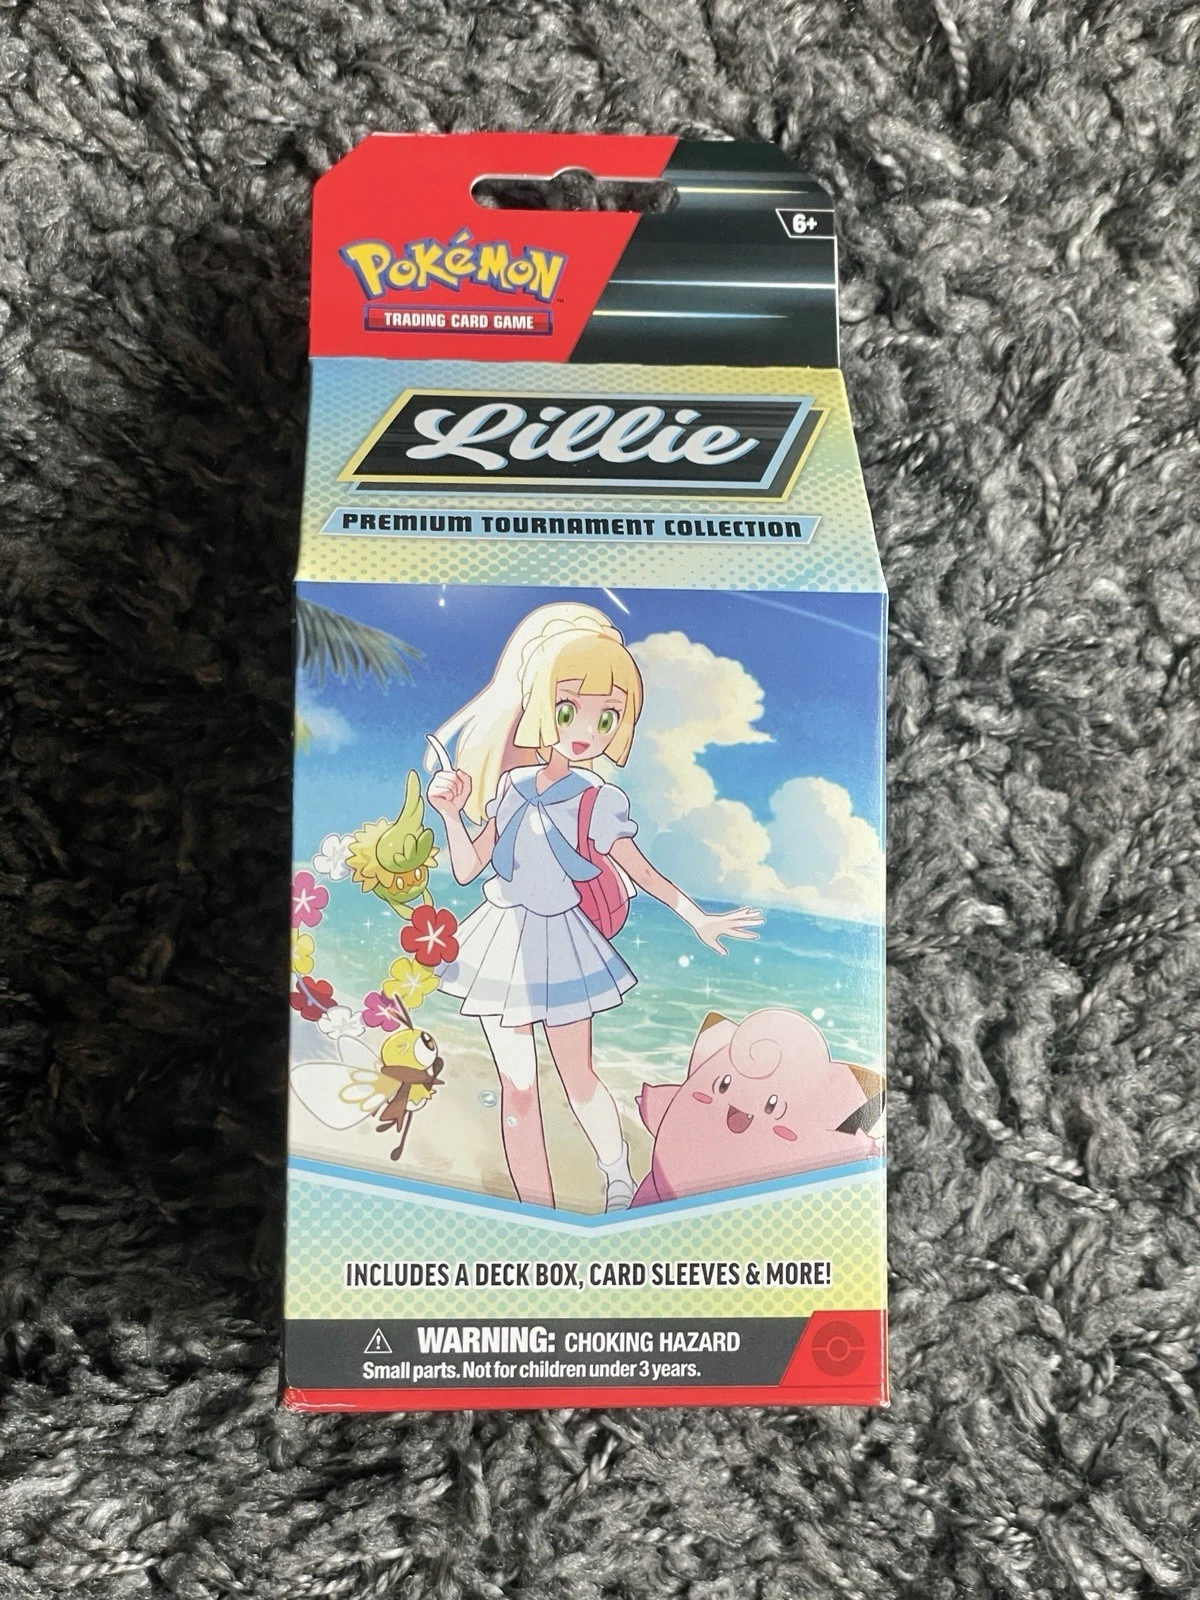 6+
POKéMON
TRADING CARD GAME
Lillie
PREMIUM TOURNAMENT COLLECTION
INCLUDES A DECK BOX, CARD SLEEVES & MORE!
WARNING: CHOKING HAZARD
Small parts. Not for children under 3 years.